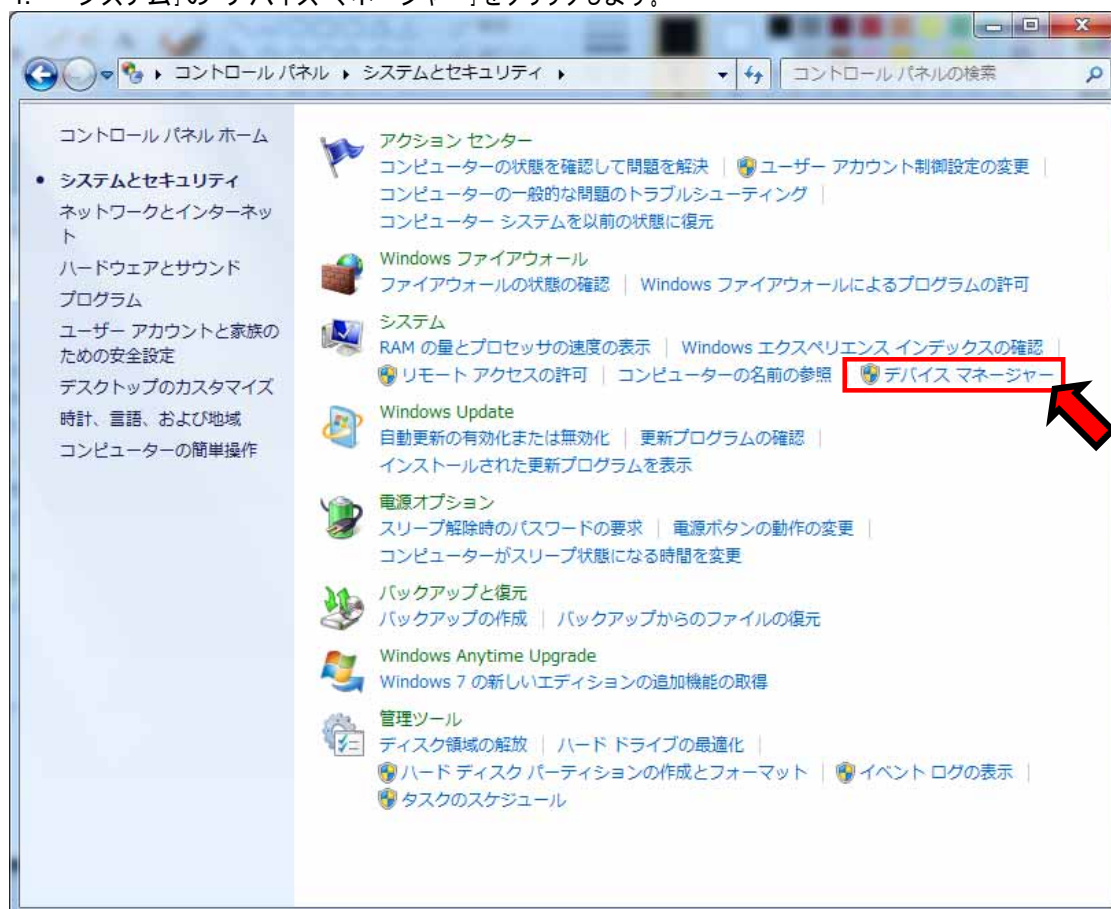 システム］の「デバイス マネージャー」をクリックします。
コントロール パネル ▸ システムとセキュリティ ▸
コントロール パネルの検索
コントロール パネル ホーム
• システムとセキュリティ
ネットワークとインターネッ
ト
ハードウェアとサウンド
プログラム
ユーザー アカウントと家族の
ための安全設定
デスクトップのカスタマイズ
時計、言語、および地域
コンピューターの簡単操作
アクション センター
コンピューターの状態を確認して問題を解決 | ユーザー アカウント制御設定の変更 |
コンピューターの一般的な問題のトラブルシューティング |
コンピューター システムを以前の状態に復元
Windows ファイアウォール
ファイアウォールの状態の確認 | Windows ファイアウォールによるプログラムの許可
システム
RAM の量とプロセッサの速度の表示 | Windows エクスペリエンス インデックスの確認 |
リモート アクセスの許可 | コンピューターの名前の参照 | デバイス マネージャー
Windows Update
自動更新の有効化または無効化 | 更新プログラムの確認 |
インストールされた更新プログラムを表示
電源オプション
スリープ解除時のパスワードの要求 | 電源ボタンの動作の変更 |
コンピューターがスリープ状態になる時間を変更
バックアップと復元
バックアップの作成 | バックアップからのファイルの復元
Windows Anytime Upgrade
Windows 7 の新しいエディションの追加機能の取得
管理ツール
ディスク領域の解放 | ハード ドライブの最適化 |
ハード ディスク パーティションの作成とフォーマット | イベント ログの表示 |
タスクのスケジュール